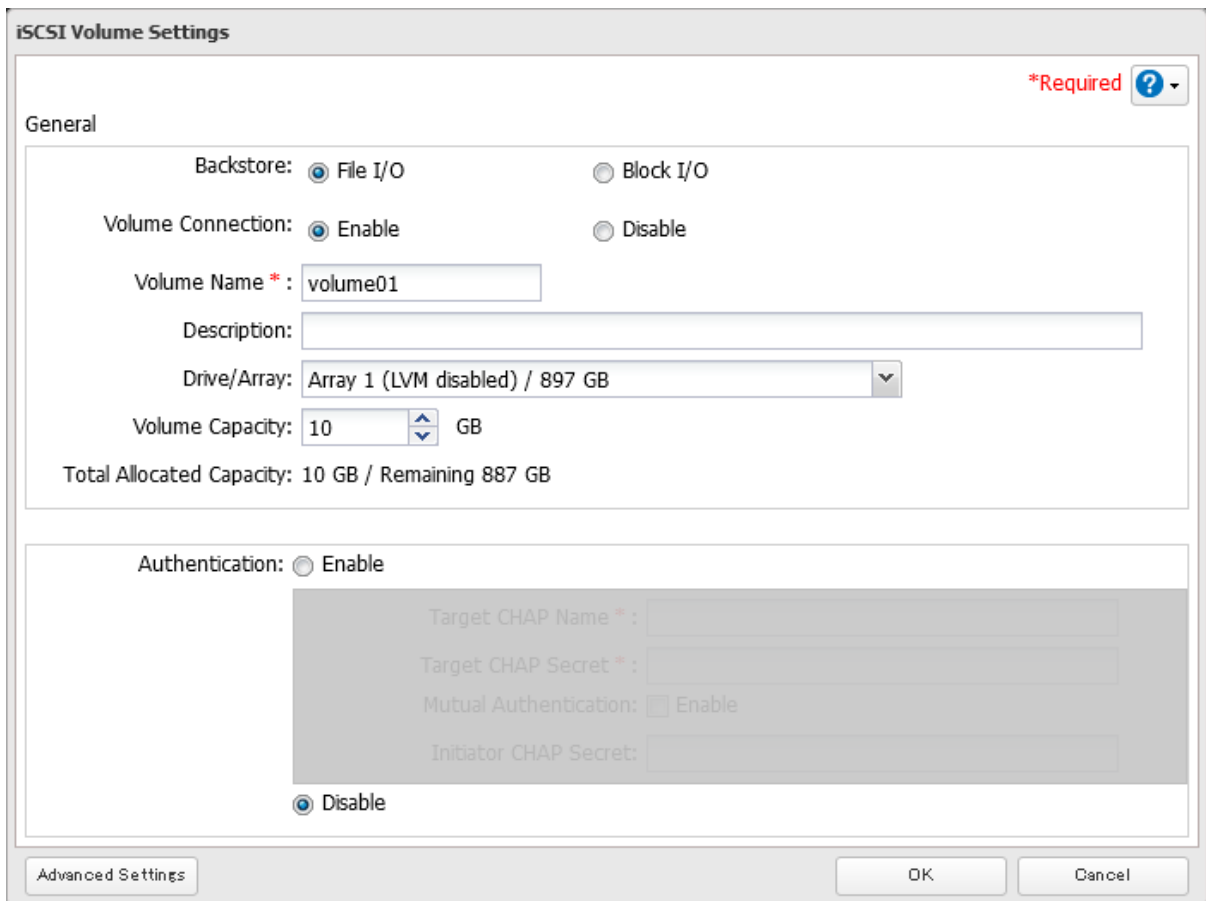 iSCSI Volume Settings
*Required
General
Backstore: File I/O Block I/O
Volume Connection: Enable Disable
Volume Name * : volume01
Description:
Drive/Array: Array 1 (LVM disabled) / 897 GB
Volume Capacity: 10 GB
Total Allocated Capacity: 10 GB / Remaining 887 GB
Authentication: Enable
Target CHAP Name * :
Target CHAP Secret * :
Mutual Authentication: Enable
Initiator CHAP Secret:
Disable
Advanced Settings OK Cancel